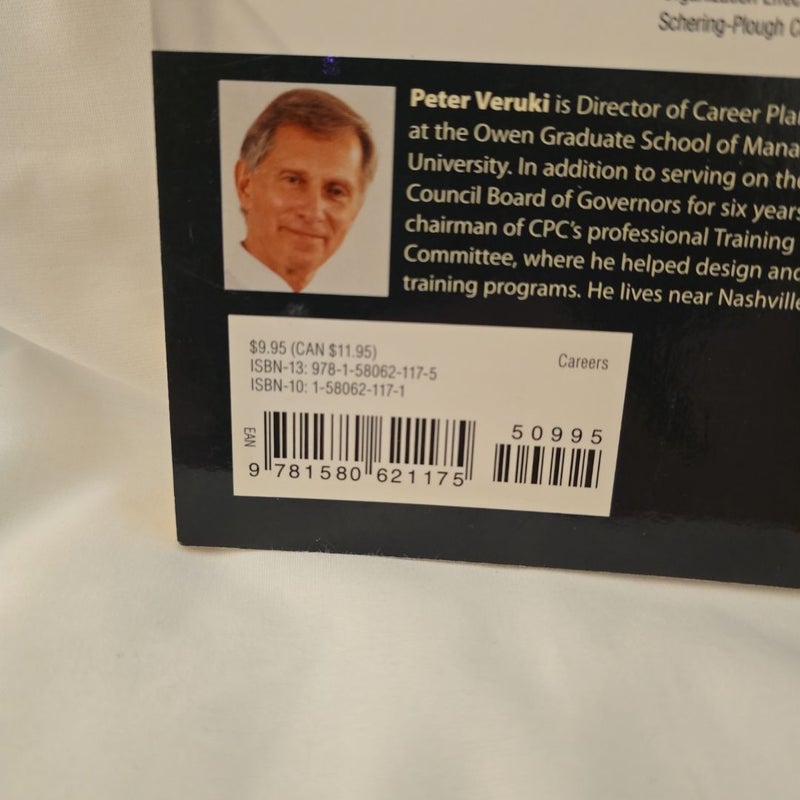 Schering-Plough C
Peter Veruki is Director of Career Pla
at the Owen Graduate School of Mana
University. In addition to serving on the
Council Board of Governors for six years
chairman of CPC's professional Training
Committee, where he helped design and
training programs. He lives near Nashville
$9.95 (CAN $11.95)
ISBN-13: 978-1-58062-117-5
ISBN-10: 1-58062-117-1
Careers
EAN
9 781580 621175
50995